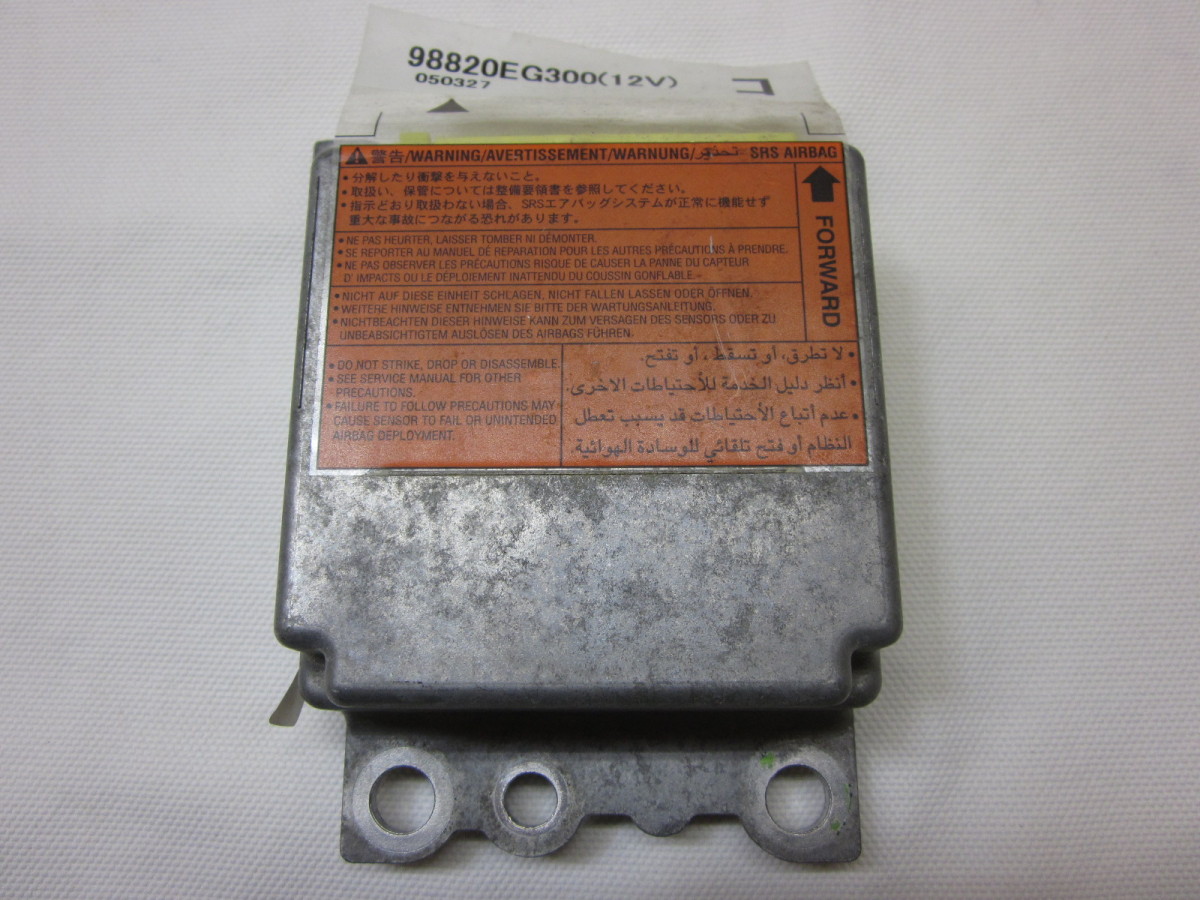 98820EG300(12V) コ
050327
警告/WARNING/AVERTISSEMENT/WARNUNG/تحذير SRS AIRBAG
・分解したり衝撃を与えないこと。
・取扱い、保管については整備要領書を参照してください。
・指示どおり取扱わない場合、SRSエアバッグシステムが正常に機能せず
重大な事故につながる恐れがあります。
FORWARD
• NE PAS HEURTER, LAISSER TOMBER NI DÉMONTER.
• SE REPORTER AU MANUEL DE REPARATION POUR LES AUTRES PRÉCAUTIONS À PRENDRE.
• NE PAS OBSERVER LES PRÉCAUTIONS RISQUE DE CAUSER LA PANNE DU CAPTEUR
D' IMPACTS OU LE DÉPLOIEMENT INATTENDU DU COUSSIN GONFLABLE.
• NICHT AUF DIESE EINHEIT SCHLAGEN, NICHT FALLEN LASSEN ODER ÖFFNEN.
• WEITERE HINWEISE ENTNEHMEN SIE BITTE DER WARTUNGSANLEITUNG.
• NICHTBEACHTEN DIESER HINWEISE KANN ZUM VERSAGEN DES SENSORS ODER ZU
UNBEABSICHTIGTEM AUSLÖSEN DES AIRBAGS FÜHREN.
• DO NOT STRIKE, DROP OR DISASSEMBLE.
• SEE SERVICE MANUAL FOR OTHER
PRECAUTIONS.
• FAILURE TO FOLLOW PRECAUTIONS MAY
CAUSE SENSOR TO FAIL OR UNINTENDED
AIRBAG DEPLOYMENT.
• لا تطرق، أو تسقط ، أو تفتح.
• أنظر دليل الخدمة للأحتياطات الاخرى.
• عدم أتباع الأحتياطات قد يسبب تعطل
النظام أو فتح تلقائي للوسادة الهوائية.